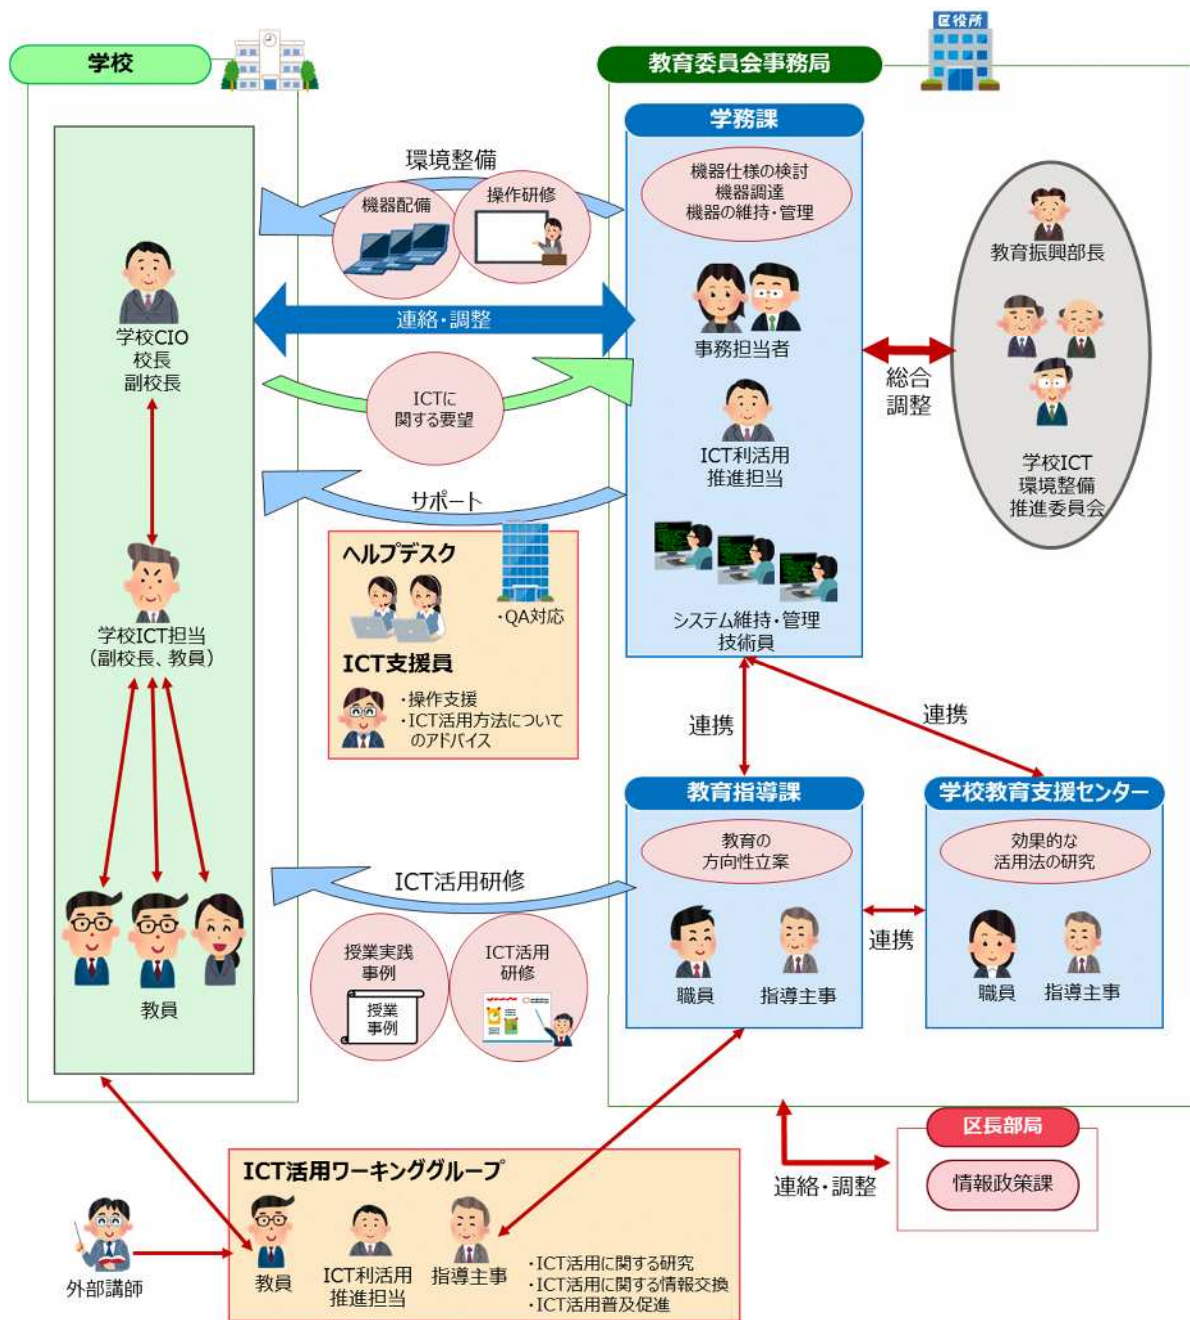 区役所
学校
教育委員会事務局
学務課
機器仕様の検討
機器調達
機器の維持・管理
環境整備
機器配備
操作研修
教育振興部長
学校CIO
校長
副校長
連絡・調整
事務担当者
総合
調整
ICTに
関する要望
ICT利活用
推進担当
学校ICT
環境整備
推進委員会
サポート
ヘルプデスク
・QA対応
システム維持・管理
技術員
学校ICT担当
（副校長、教員）
ICT支援員
・操作支援
・ICT活用方法について
のアドバイス
連携
連携
教育指導課
学校教育支援センター
教育の
方向性立案
効果的な
活用法の研究
ICT活用研修
連携
授業実践
事例
授業
事例
ICT活用
研修
職員
指導主事
職員
指導主事
教員
区長部局
情報政策課
連絡・調整
ICT活用ワーキンググループ
外部講師
教員
ICT利活用
推進担当
指導主事
・ICT活用に関する研究
・ICT活用に関する情報交換
・ICT活用普及促進